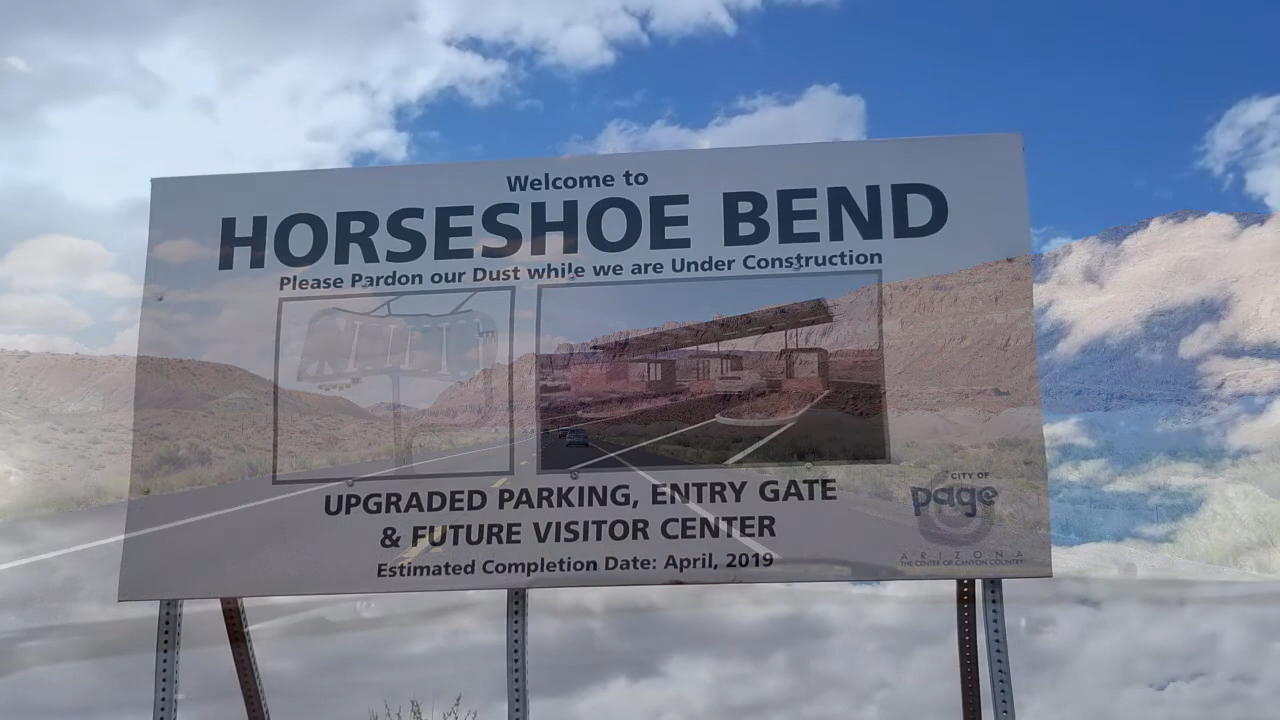 Welcome to
HORSESHOE BEND
Please Pardon our Dust while we are Under Construction
UPGRADED PARKING, ENTRY GATE
& FUTURE VISITOR CENTER
Estimated Completion Date: April, 2019
CITY OF
page
ARIZONA
THE CENTER OF CANYON COUNTRY